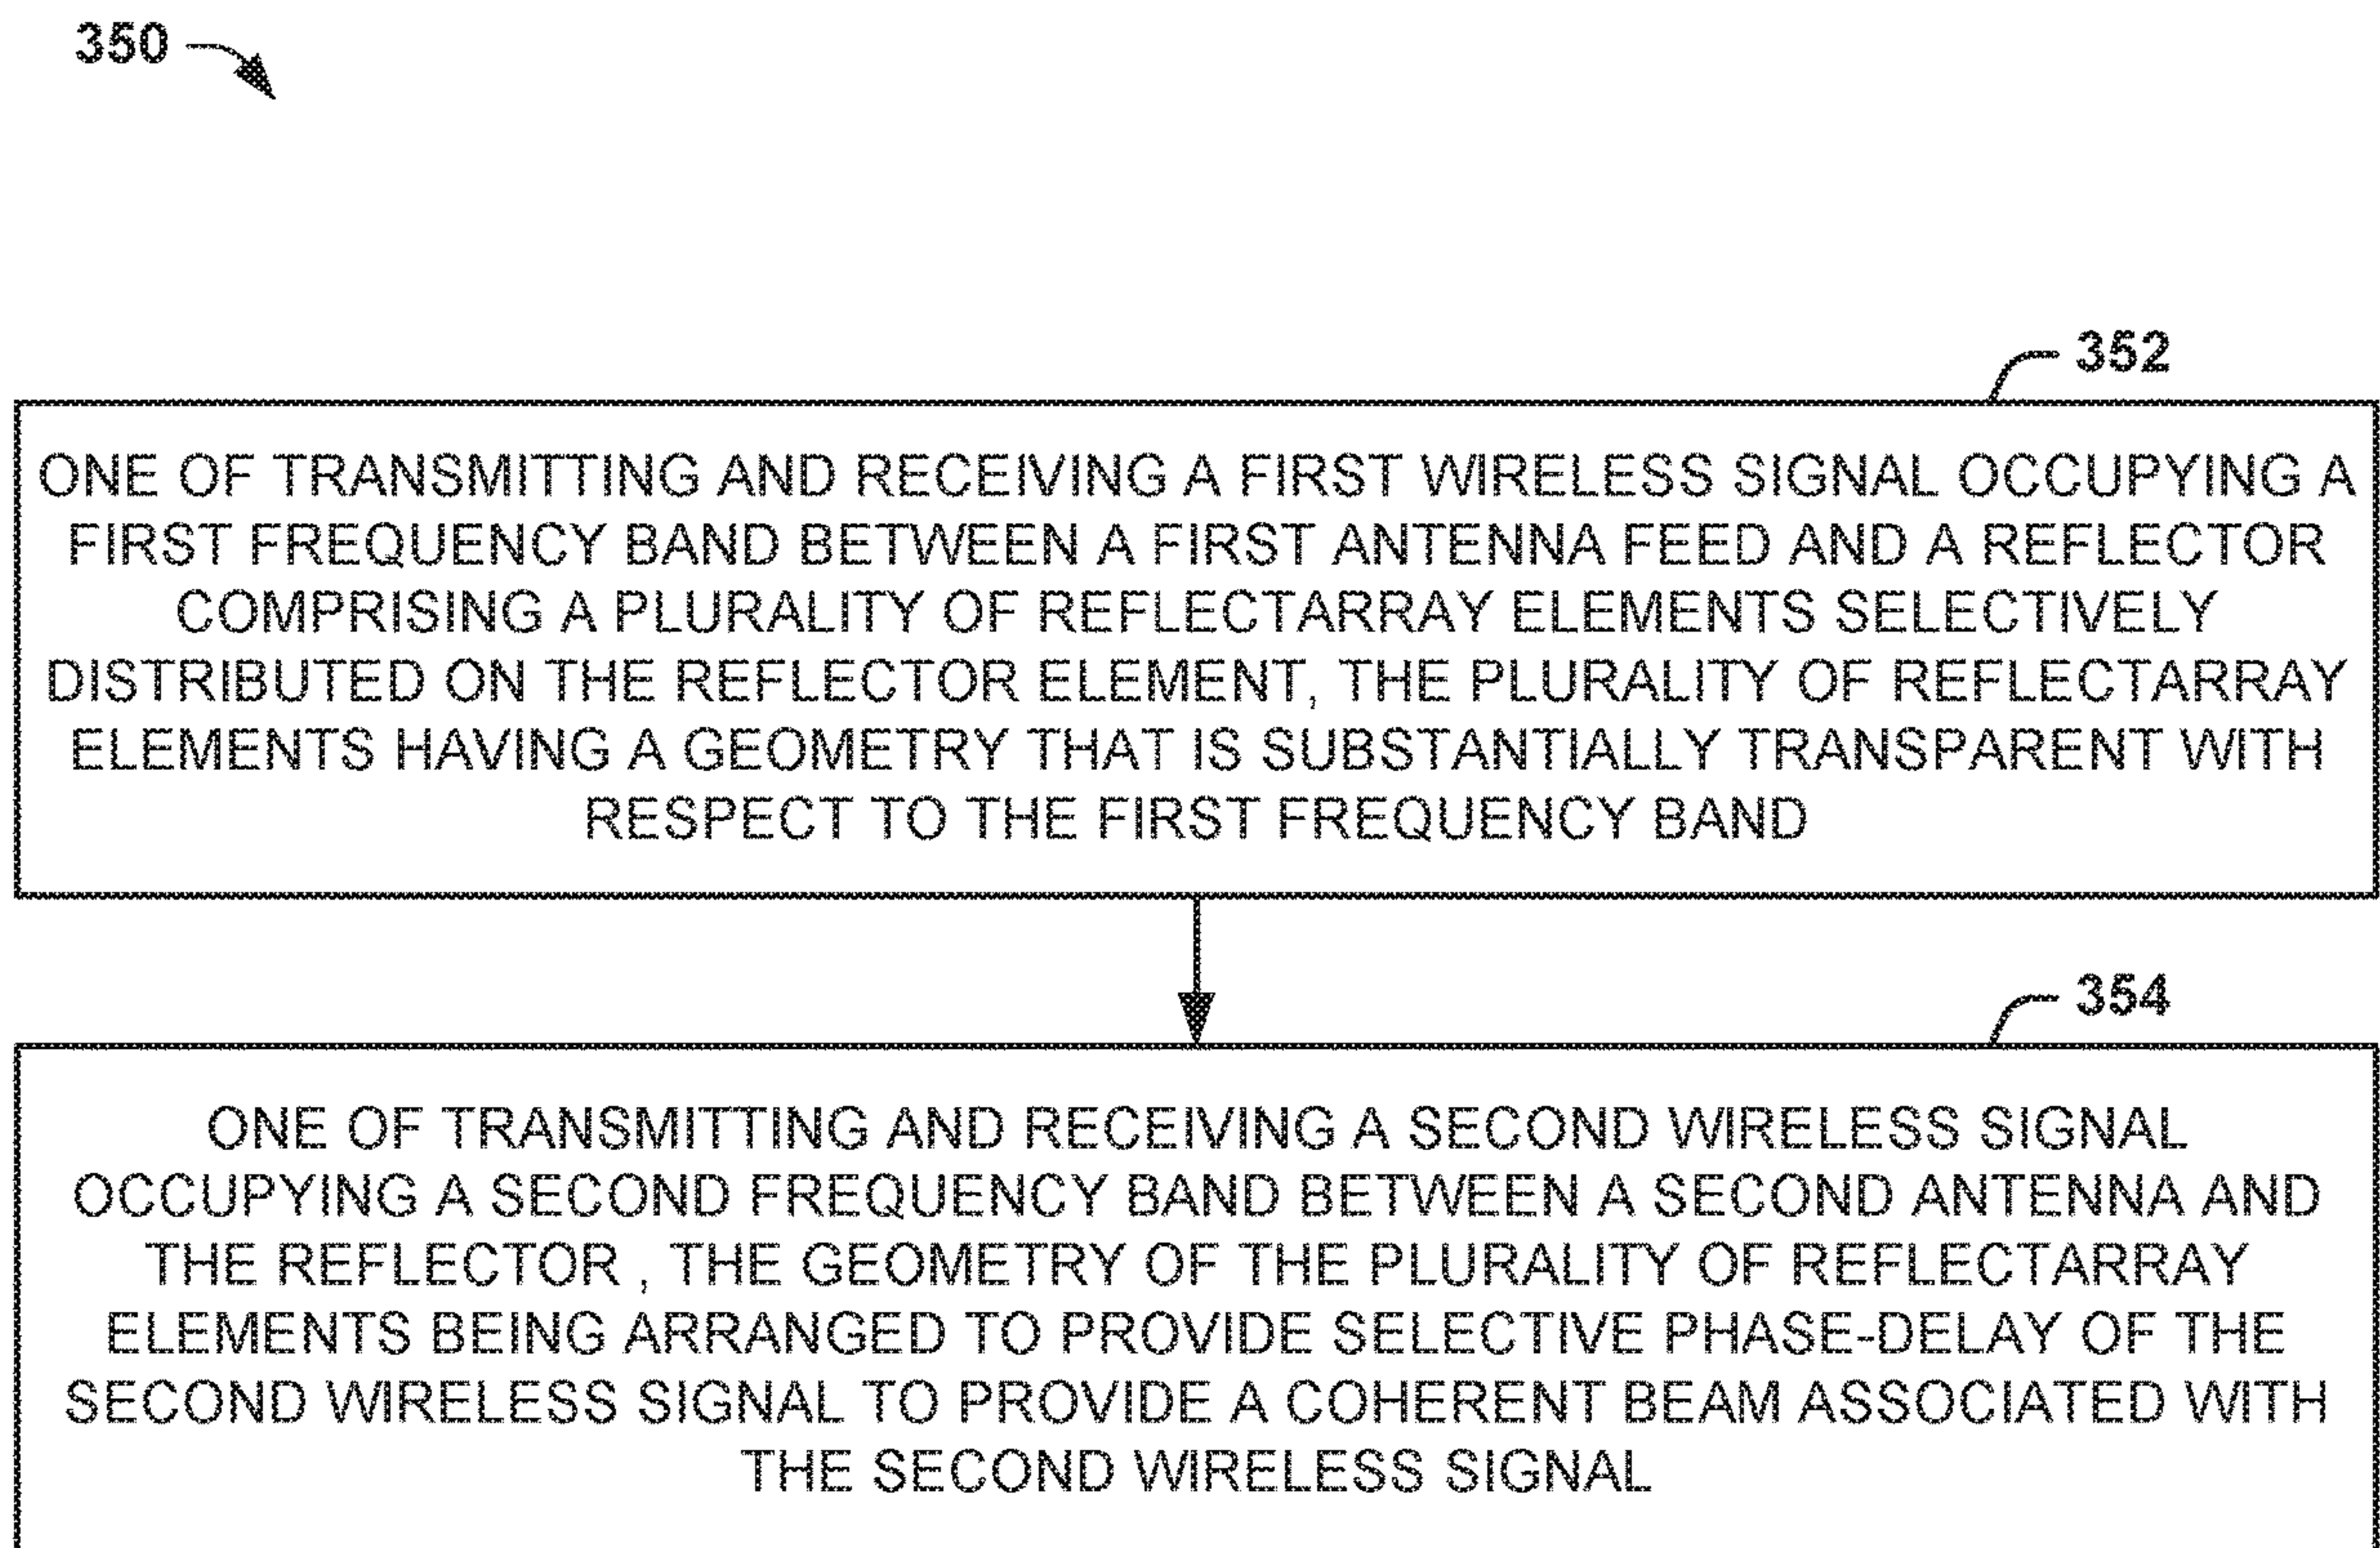 350
352
ONE OF TRANSMITTING AND RECEIVING A FIRST WIRELESS SIGNAL OCCUPYING A
FIRST FREQUENCY BAND BETWEEN A FIRST ANTENNA FEED AND A REFLECTOR
COMPRISING A PLURALITY OF REFLECTARRAY ELEMENTS SELECTIVELY
DISTRIBUTED ON THE REFLECTOR ELEMENT, THE PLURALITY OF REFLECTARRAY
ELEMENTS HAVING A GEOMETRY THAT IS SUBSTANTIALLY TRANSPARENT WITH
RESPECT TO THE FIRST FREQUENCY BAND
354
ONE OF TRANSMITTING AND RECEIVING A SECOND WIRELESS SIGNAL
OCCUPYING A SECOND FREQUENCY BAND BETWEEN A SECOND ANTENNA AND
THE REFLECTOR , THE GEOMETRY OF THE PLURALITY OF REFLECTARRAY
ELEMENTS BEING ARRANGED TO PROVIDE SELECTIVE PHASE-DELAY OF THE
SECOND WIRELESS SIGNAL TO PROVIDE A COHERENT BEAM ASSOCIATED WITH
THE SECOND WIRELESS SIGNAL